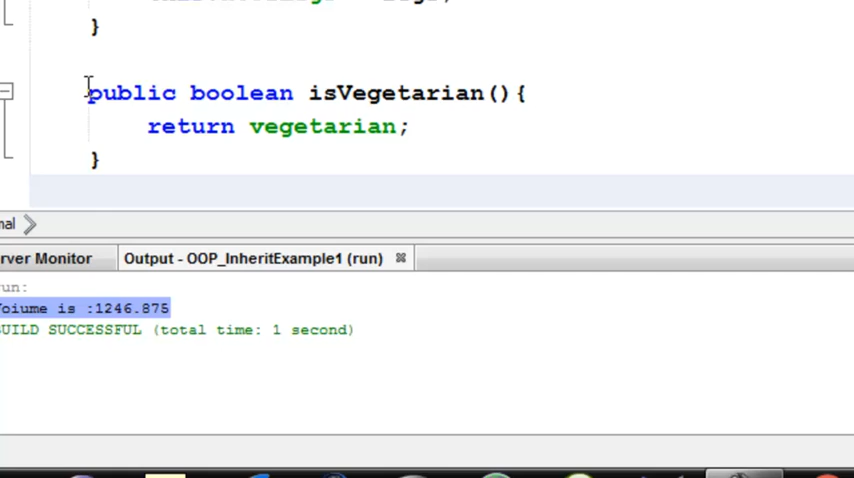 }
public boolean isVegetarian(){
return vegetarian;
}
mal
rver Monitor
Output - OOP_InheritExample1 (run)
run:
Volume is :1246.875
BUILD SUCCESSFUL (total time: 1 second)